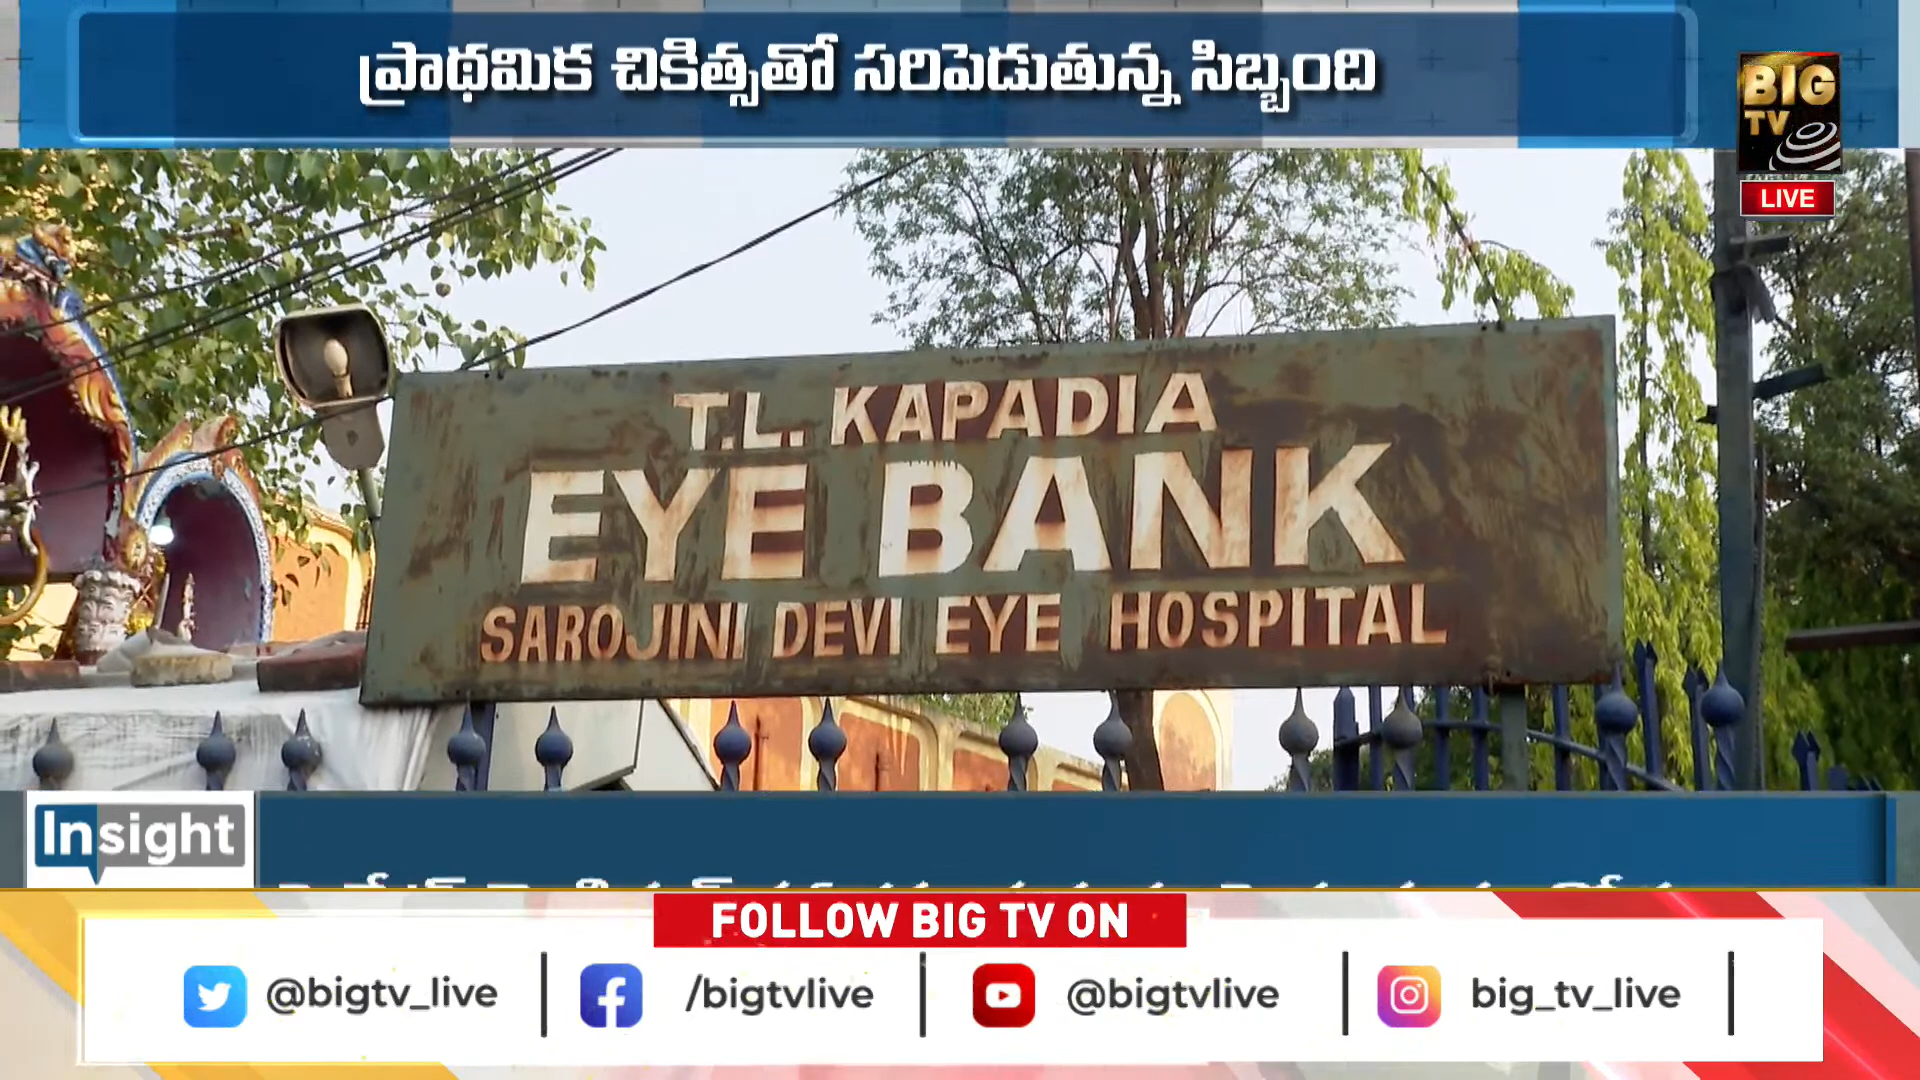 ప్రాథమిక చికిత్సతో సరిపెడుతున్న సిబ్బంది
BIG
TV
LIVE
T.L. KAPADIA
EYE BANK
SAROJINI DEVI EYE HOSPITAL
Insight
FOLLOW BIG TV ON
@bigtv_live
/bigtvlive
@bigtvlive
big_tv_live